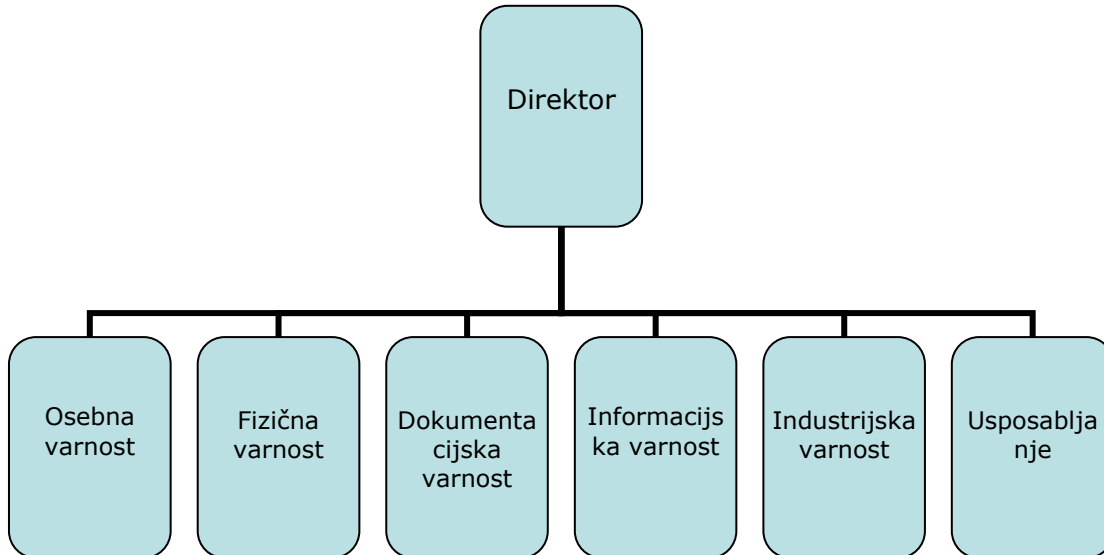 Direktor
Osebna
varnost
Fizična
varnost
Dokumenta
cijska
varnost
Informacijs
ka varnost
Industrijska
varnost
Usposablja
nje